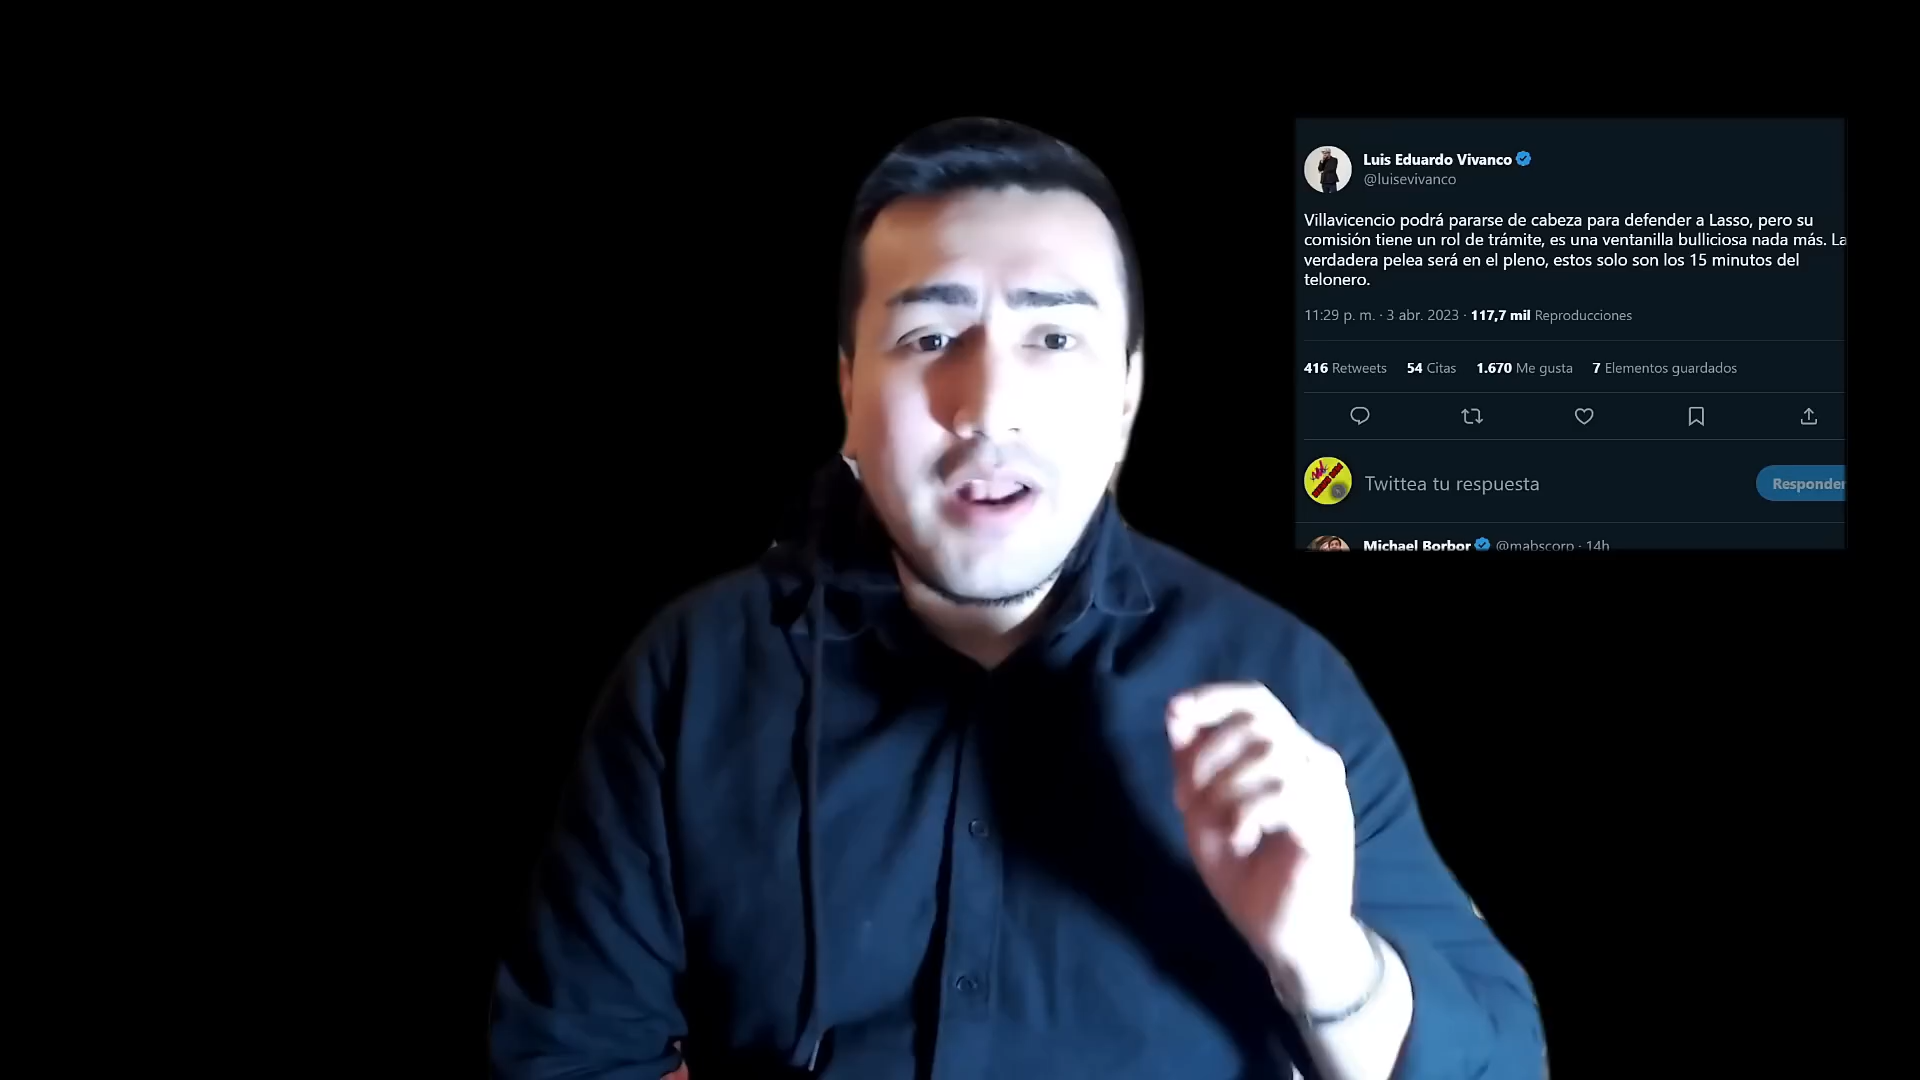 Luis Eduardo Vivanco
@luisevivanco
Villavicencio podrá pararse de cabeza para defender a Lasso, pero su
comisión tiene un rol de trámite, es una ventanilla bulliciosa nada más. La
verdadera pelea será en el pleno, estos solo son los 15 minutos del
telonero.
11:29 p. m. · 3 abr. 2023 · 117,7 mil Reproducciones
416 Retweets 54 Citas 1.670 Me gusta 7 Elementos guardados
Twittea tu respuesta
Responder
Michael Borbor @mabscorp · 14h